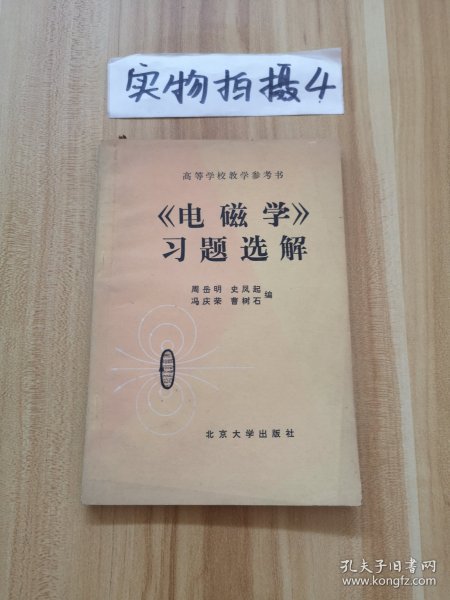 实物拍摄4
高等学校教学参考书
《电磁学》
习题选解
周岳明 史凤起
冯庆荣 曹树石 编
北京大学出版社
孔夫子旧书网
www.kongfz.com